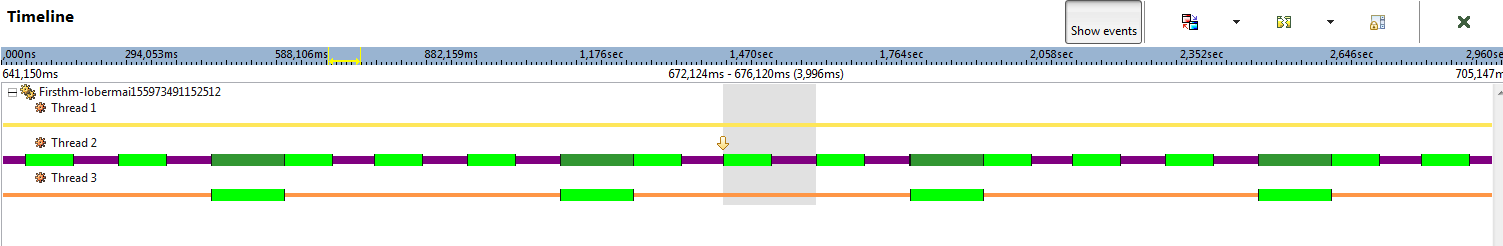 Timeline
Show events
,000ns 294,053ms 588,106ms 882,159ms 1,176sec 1,470sec 1,764sec 2,058sec 2,352sec 2,646sec 2,960se
641,150ms 672,124ms - 676,120ms (3,996ms) 705,147m
Firsthm-lobermai155973491152512
Thread 1
Thread 2
Thread 3